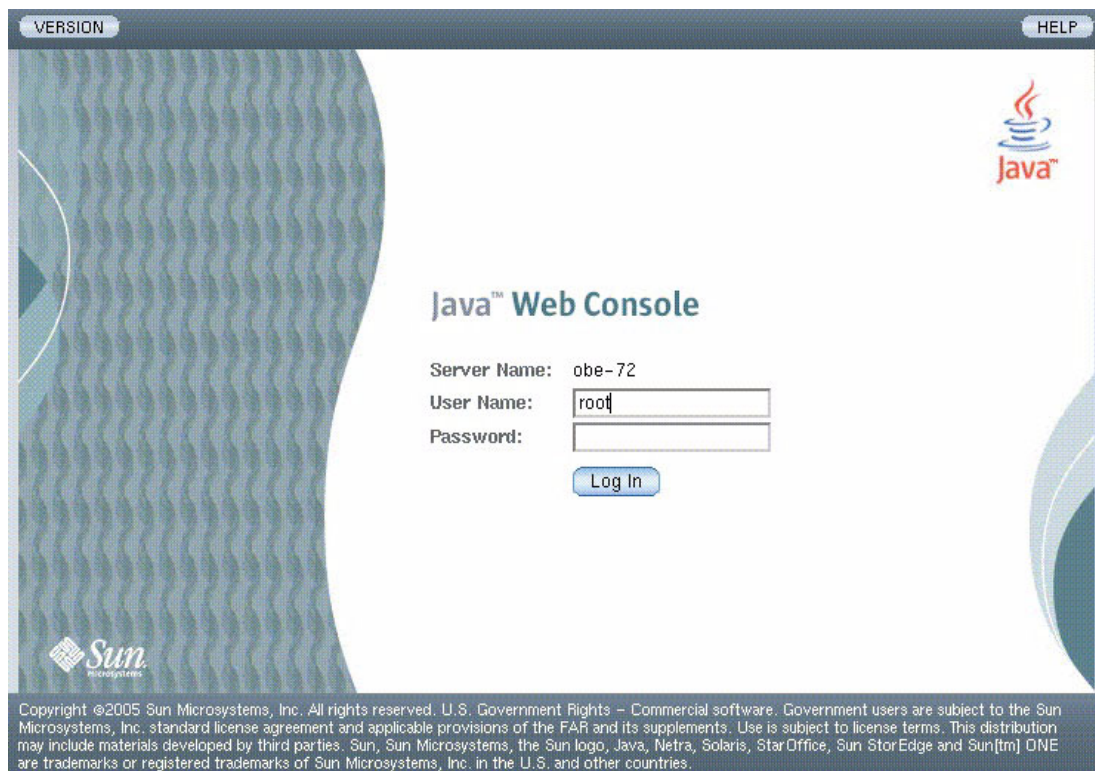 VERSION
HELP
Java™
Java™ Web Console
Server Name: obe-72
User Name: root
Password:
Log In
Sun
microsystems
Copyright ©2005 Sun Microsystems, Inc. All rights reserved. U.S. Government Rights – Commercial software. Government users are subject to the Sun
Microsystems, Inc. standard license agreement and applicable provisions of the FAR and its supplements. Use is subject to license terms. This distribution
may include materials developed by third parties. Sun, Sun Microsystems, the Sun logo, Java, Netra, Solaris, StarOffice, Sun StorEdge and Sun[tm] ONE
are trademarks or registered trademarks of Sun Microsystems, Inc. in the U.S. and other countries.